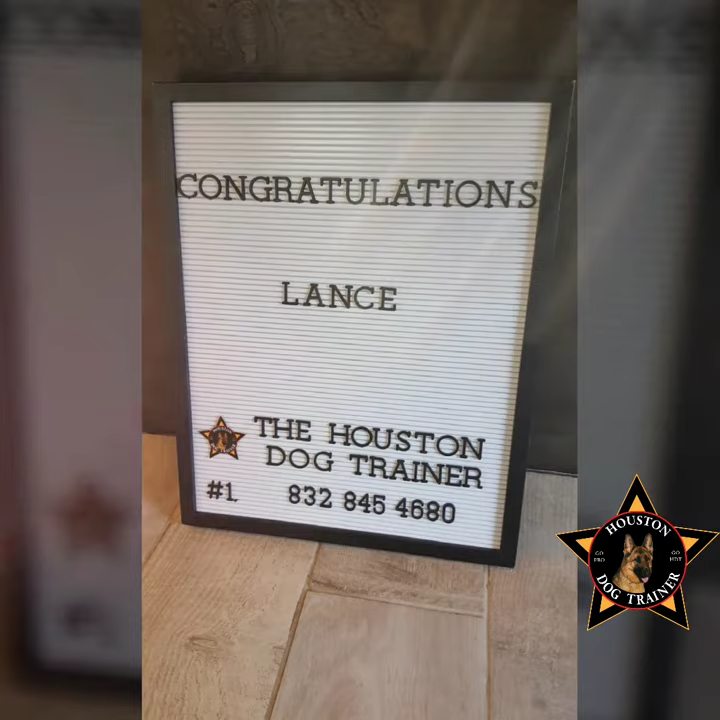 CONGRATULATIONS
LANCE
THE HOUSTON
DOG TRAINER
#1 832 845 4680
HOUSTON
GO PRO
GO HDT
DOG TRAINER